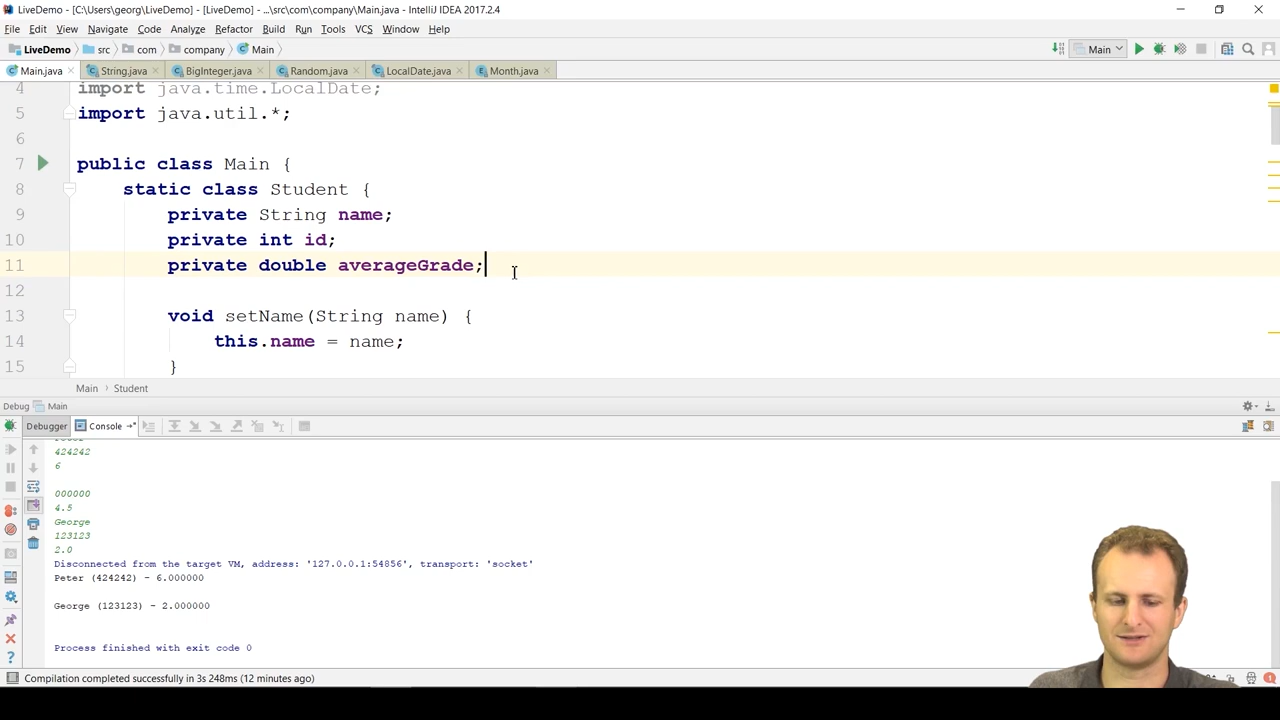 LiveDemo - [C:\Users\georg\LiveDemo] - [LiveDemo] - ...\src\com\company\Main.java - IntelliJ IDEA 2017.2.4
File Edit View Navigate Code Analyze Refactor Build Run Tools VCS Window Help
LiveDemo src com company Main Main
Main.java String.java BigInteger.java Random.java LocalDate.java Month.java
4 import java.time.LocalDate;
5 import java.util.*;
6
7 public class Main {
8 static class Student {
9 private String name;
10 private int id;
11 private double averageGrade;
12
13 void setName(String name) {
14 this.name = name;
15 }
Main › Student
Debug Main
Debugger Console
424242
6
000000
4.5
George
123123
2.0
Disconnected from the target VM, address: '127.0.0.1:54856', transport: 'socket'
Peter (424242) - 6.000000
George (123123) - 2.000000
Process finished with exit code 0
Compilation completed successfully in 3s 248ms (12 minutes ago)